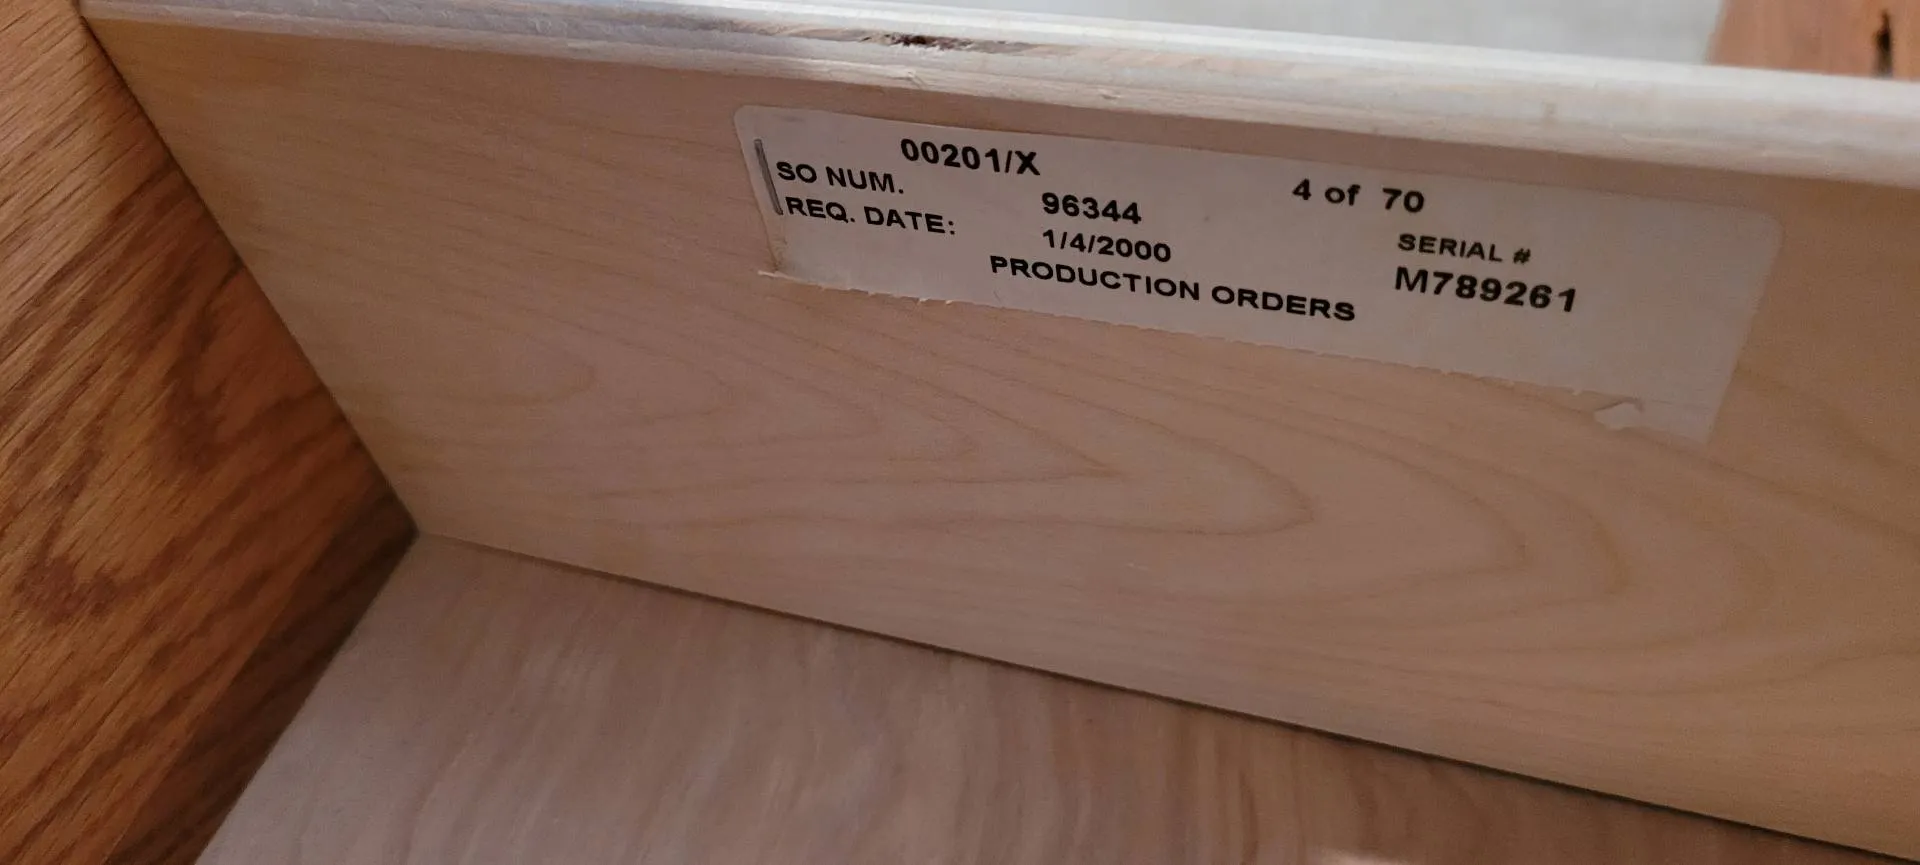 00201/X
4 of 70
SO NUM. 96344
SERIAL #
REQ. DATE: 1/4/2000
M789261
PRODUCTION ORDERS